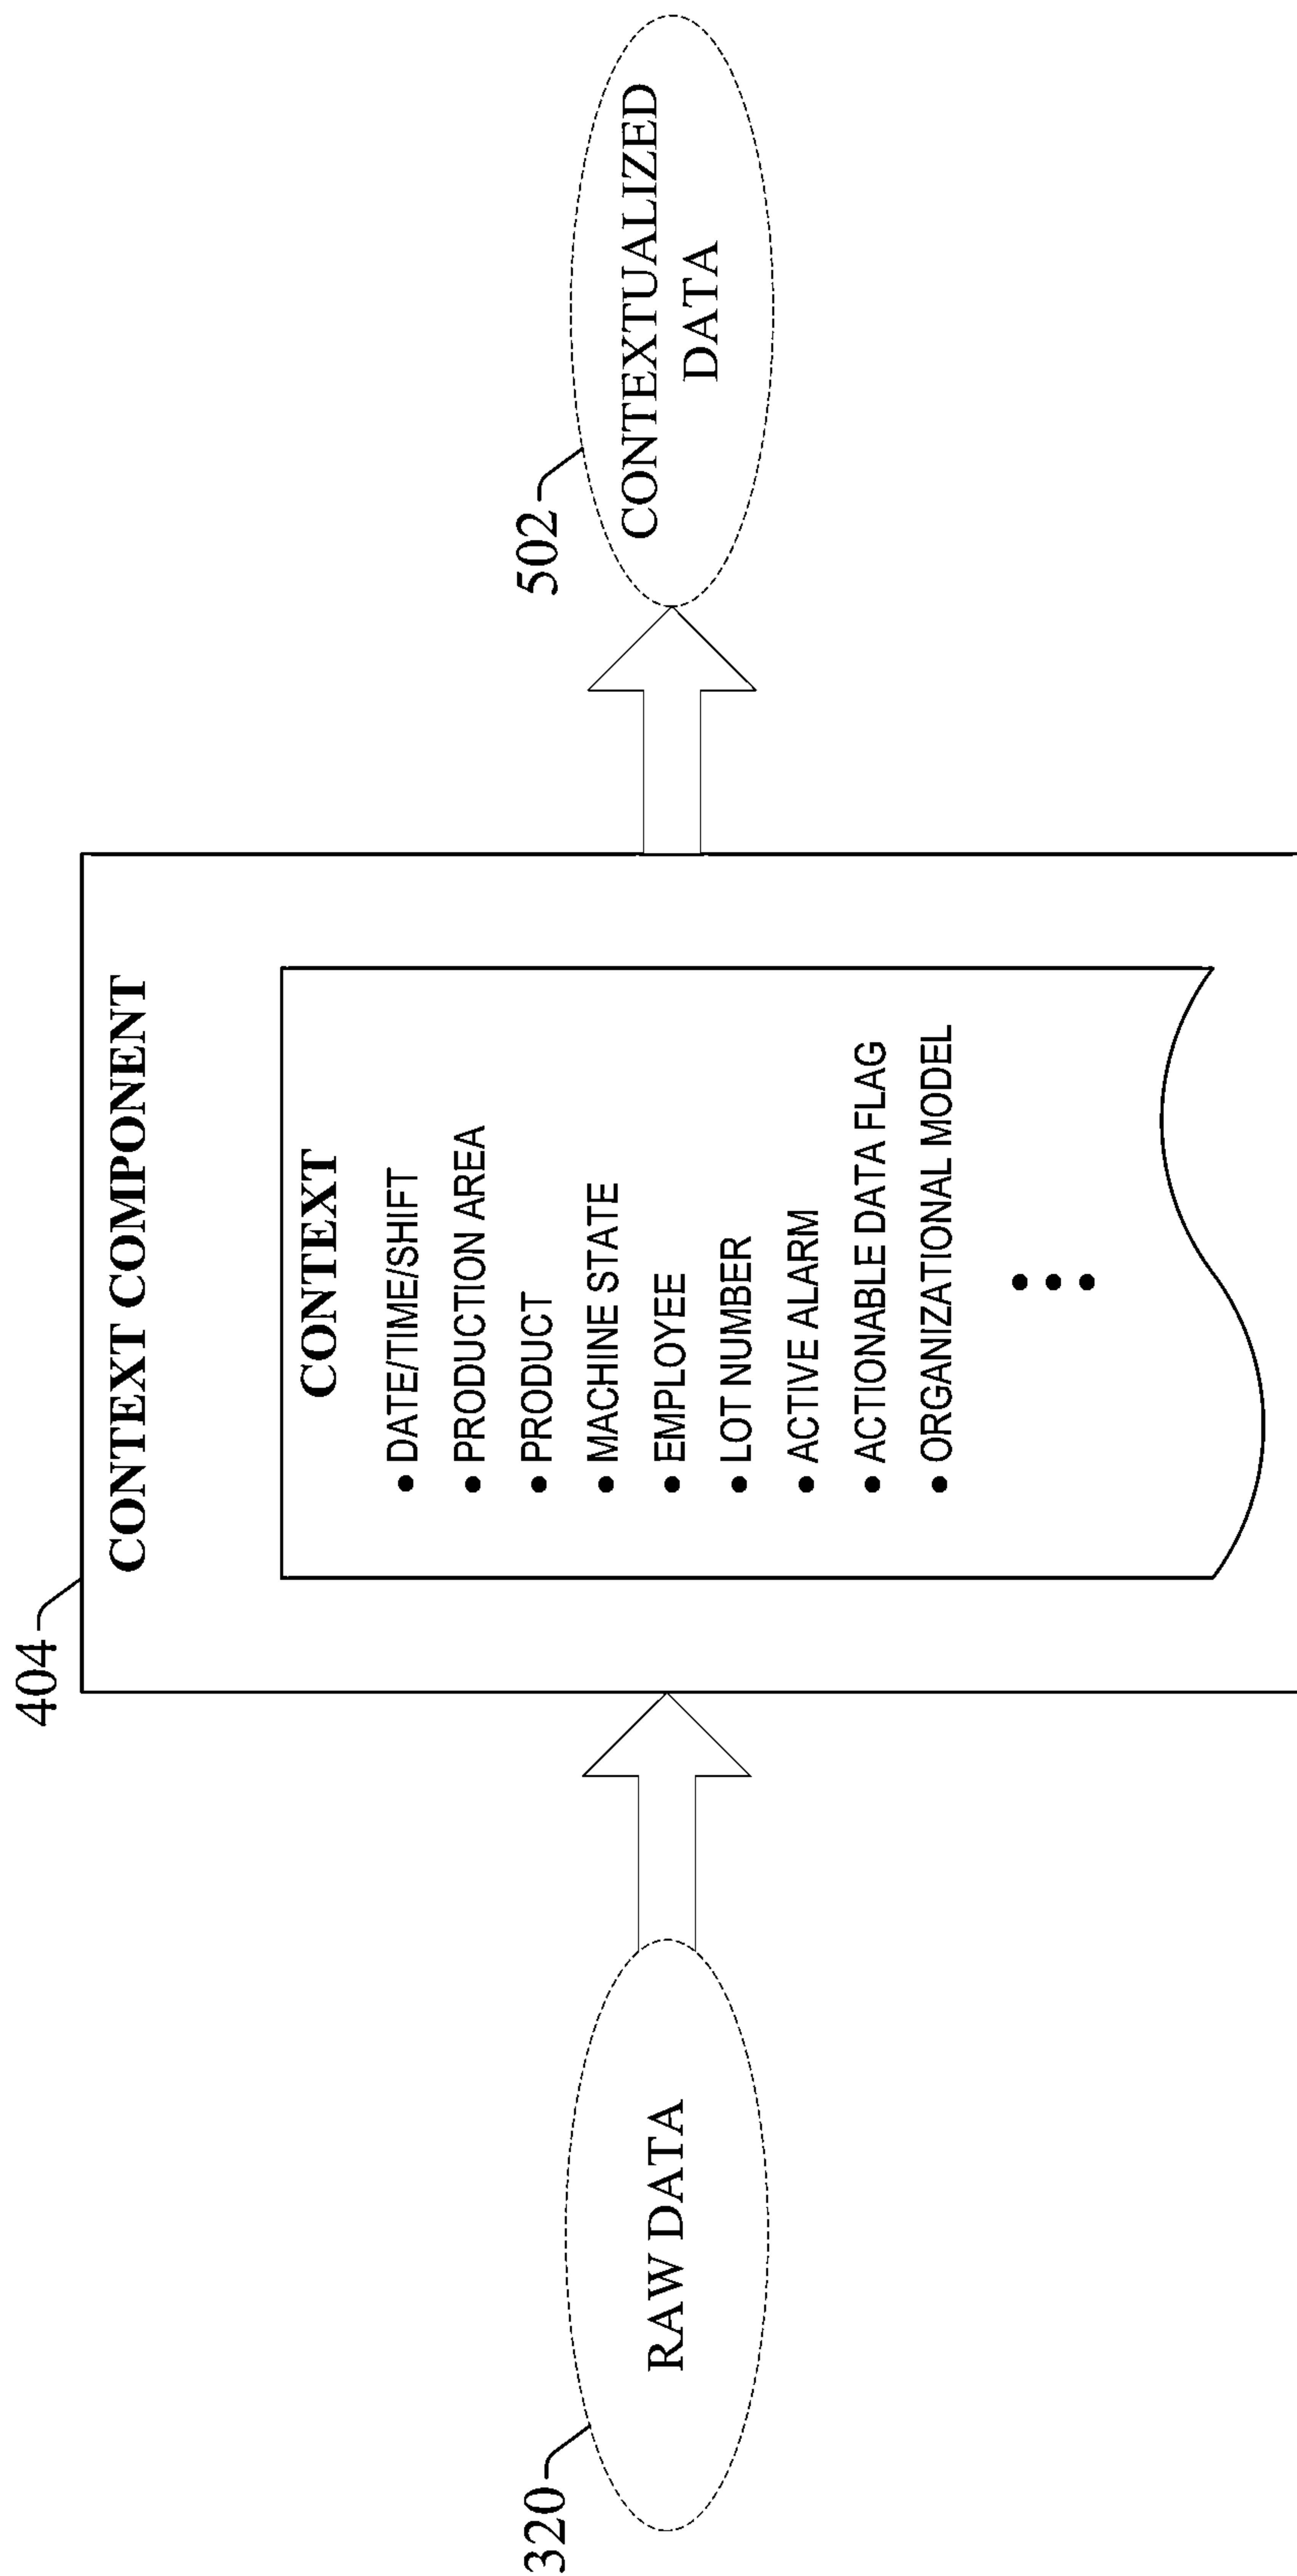 404
CONTEXT COMPONENT
CONTEXT
• DATE/TIME/SHIFT
• PRODUCTION AREA
• PRODUCT
• MACHINE STATE
• EMPLOYEE
• LOT NUMBER
• ACTIVE ALARM
• ACTIONABLE DATA FLAG
• ORGANIZATIONAL MODEL
320
RAW DATA
502
CONTEXTUALIZED
DATA